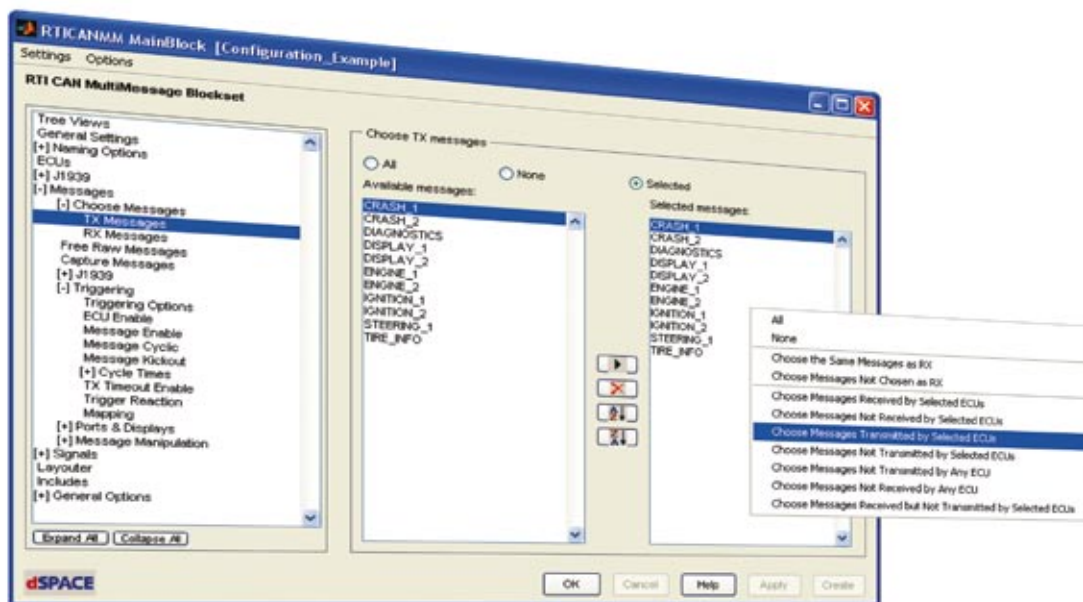 RTICANMM MainBlock [Configuration_Example]
Settings Options
RTI CAN MultiMessage Blockset
Tree Views
General Settings
[+] Naming Options
ECUs
[+] J1939
[-] Messages
[-] Choose Messages
TX Messages
RX Messages
Free Raw Messages
Capture Messages
[+] J1939
[-] Triggering
Triggering Options
ECU Enable
Message Enable
Message Cyclic
Message Kickout
[+] Cycle Times
TX Timeout Enable
Trigger Reaction
Mapping
[+] Ports & Displays
[+] Message Manipulation
[+] Signals
Layouter
Includes
[+] General Options
Expand All Collapse All
Choose TX messages
All None Selected
Available messages:
CRASH_1
CRASH_2
DIAGNOSTICS
DISPLAY_1
DISPLAY_2
ENGINE_1
ENGINE_2
IGNITION_1
IGNITION_2
STEERING_1
TIRE_INFO
Selected messages:
CRASH_1
CRASH_2
DIAGNOSTICS
DISPLAY_1
DISPLAY_2
ENGINE_1
ENGINE_2
IGNITION_1
IGNITION_2
STEERING_1
TIRE_INFO
All
None
Choose the Same Messages as RX
Choose Messages Not Chosen as RX
Choose Messages Received by Selected ECUs
Choose Messages Not Received by Selected ECUs
Choose Messages Transmitted by Selected ECUs
Choose Messages Not Transmitted by Selected ECUs
Choose Messages Not Transmitted by Any ECU
Choose Messages Not Received by Any ECU
Choose Messages Received but Not Transmitted by Selected ECUs
dSPACE
OK Cancel Help Apply Create